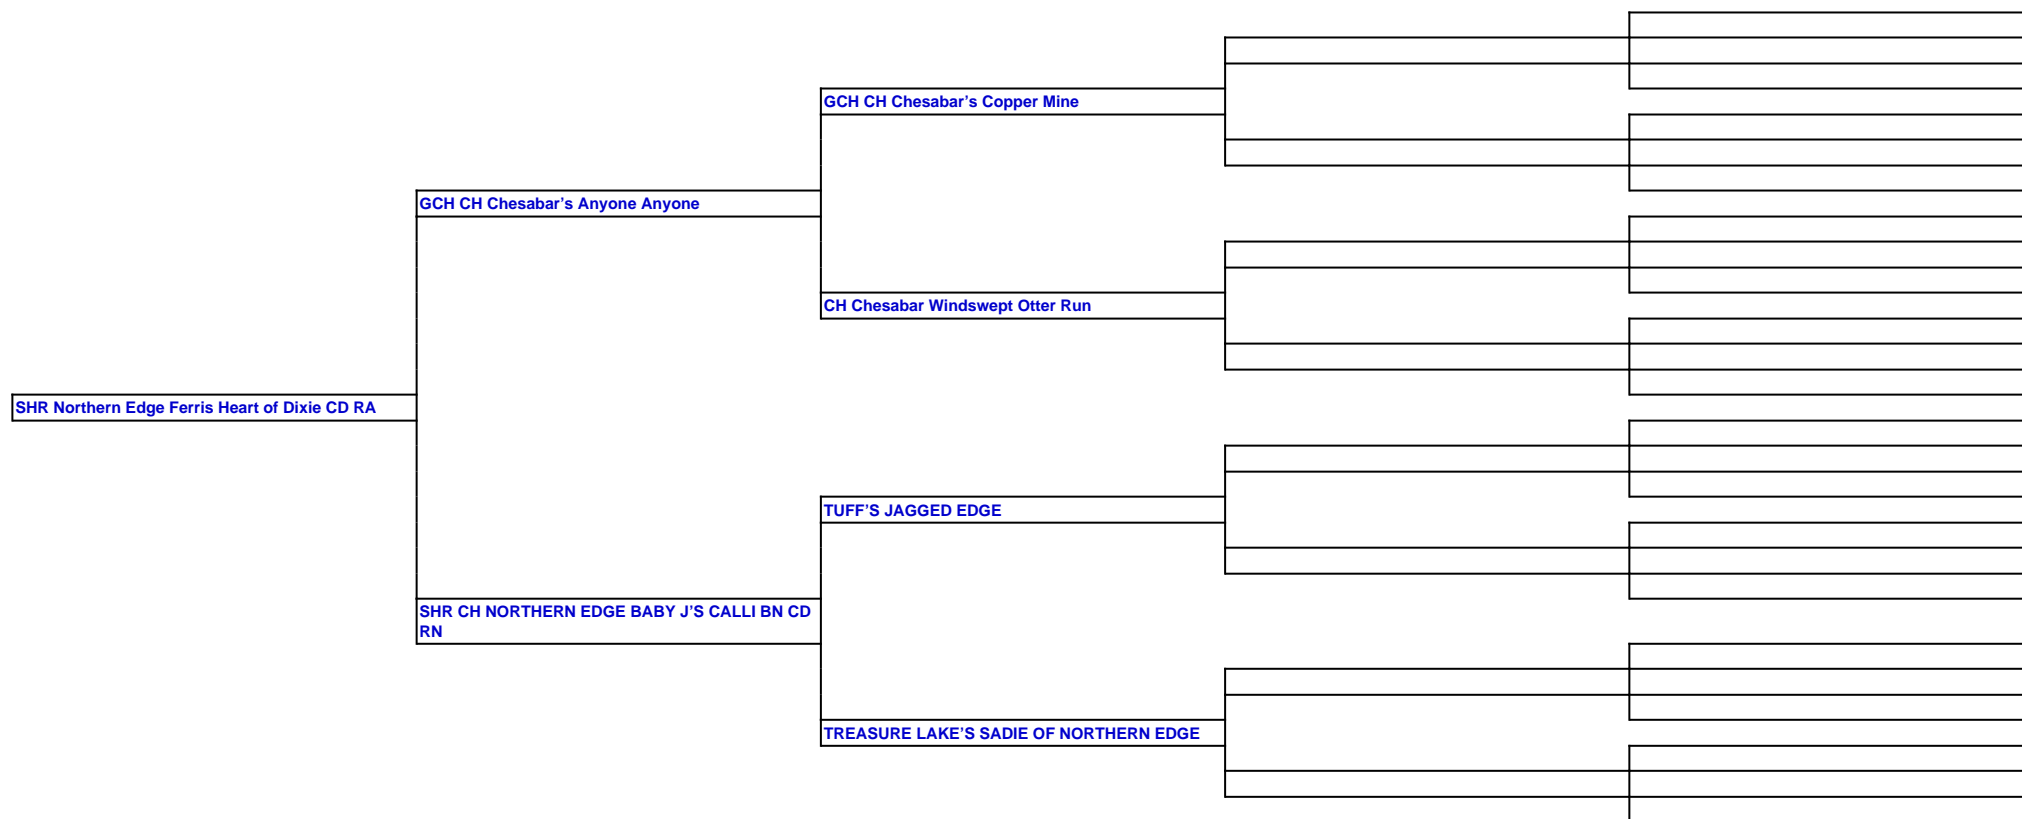 GCH CH Chesabar’s Copper Mine
GCH CH Chesabar’s Anyone Anyone
CH Chesabar Windswept Otter Run
SHR Northern Edge Ferris Heart of Dixie CD RA
TUFF’S JAGGED EDGE
SHR CH NORTHERN EDGE BABY J’S CALLI BN CD
RN
TREASURE LAKE’S SADIE OF NORTHERN EDGE